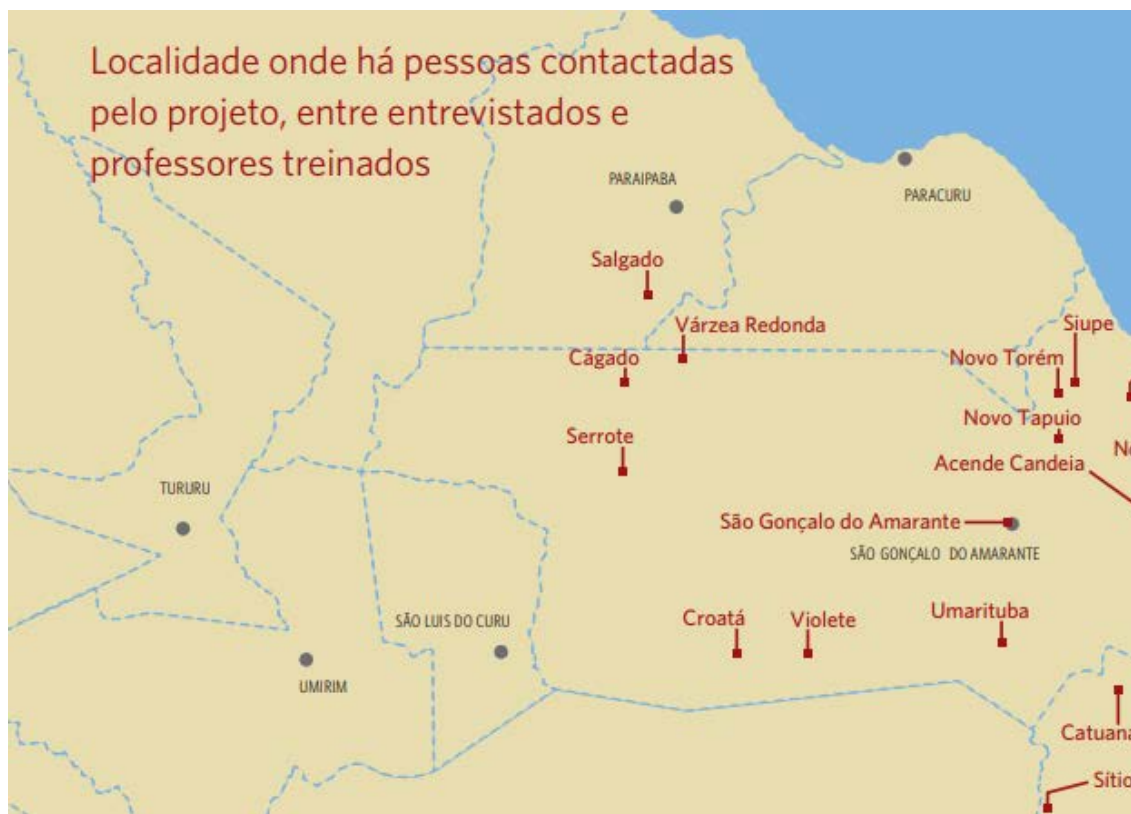 Localidade onde há pessoas contactadas
pelo projeto, entre entrevistados e
professores treinados
PARAIPABA
PARACURU
Salgado
Várzea Redonda
Siupe
Cágado
Novo Torém
Novo Tapuio
Serrote
Acende Candeia
TURURU
São Gonçalo do Amarante
SÃO GONÇALO DO AMARANTE
Croatá
Violete
Umarituba
SÃO LUIS DO CURU
UMIRIM
Catuana
Sítio